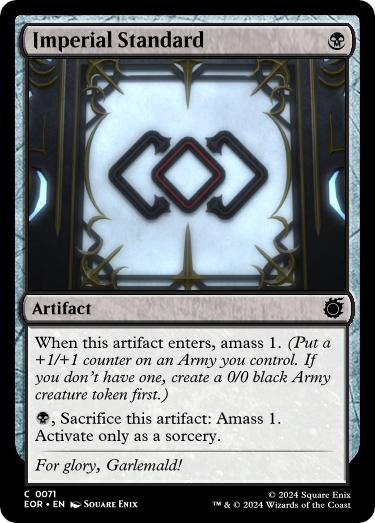 Imperial Standard
Artifact
When this artifact enters, amass 1. (Put a
+1/+1 counter on an Army you control. If
you don't have one, create a 0/0 black Army
creature token first.)
, Sacrifice this artifact: Amass 1.
Activate only as a sorcery.
For glory, Garlemald!
C 0071
EOR • EN SQUARE ENIX
© 2024 Square Enix
™ & © 2024 Wizards of the Coast